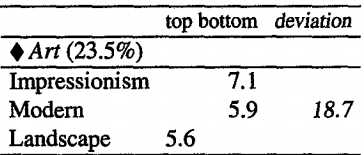 top bottom deviation
♦ Art (23.5%)
Impressionism 7.1
Modern 5.9 18.7
Landscape 5.6